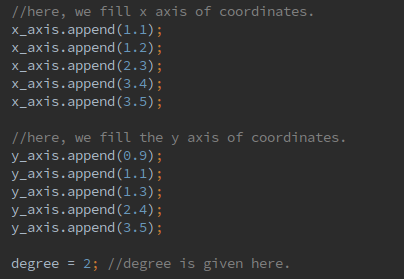 //here, we fill x axis of coordinates.
x_axis.append(1.1);
x_axis.append(1.2);
x_axis.append(2.3);
x_axis.append(3.4);
x_axis.append(3.5);

//here, we fill the y axis of coordinates.
y_axis.append(0.9);
y_axis.append(1.1);
y_axis.append(1.3);
y_axis.append(2.4);
y_axis.append(3.5);

degree = 2; //degree is given here.